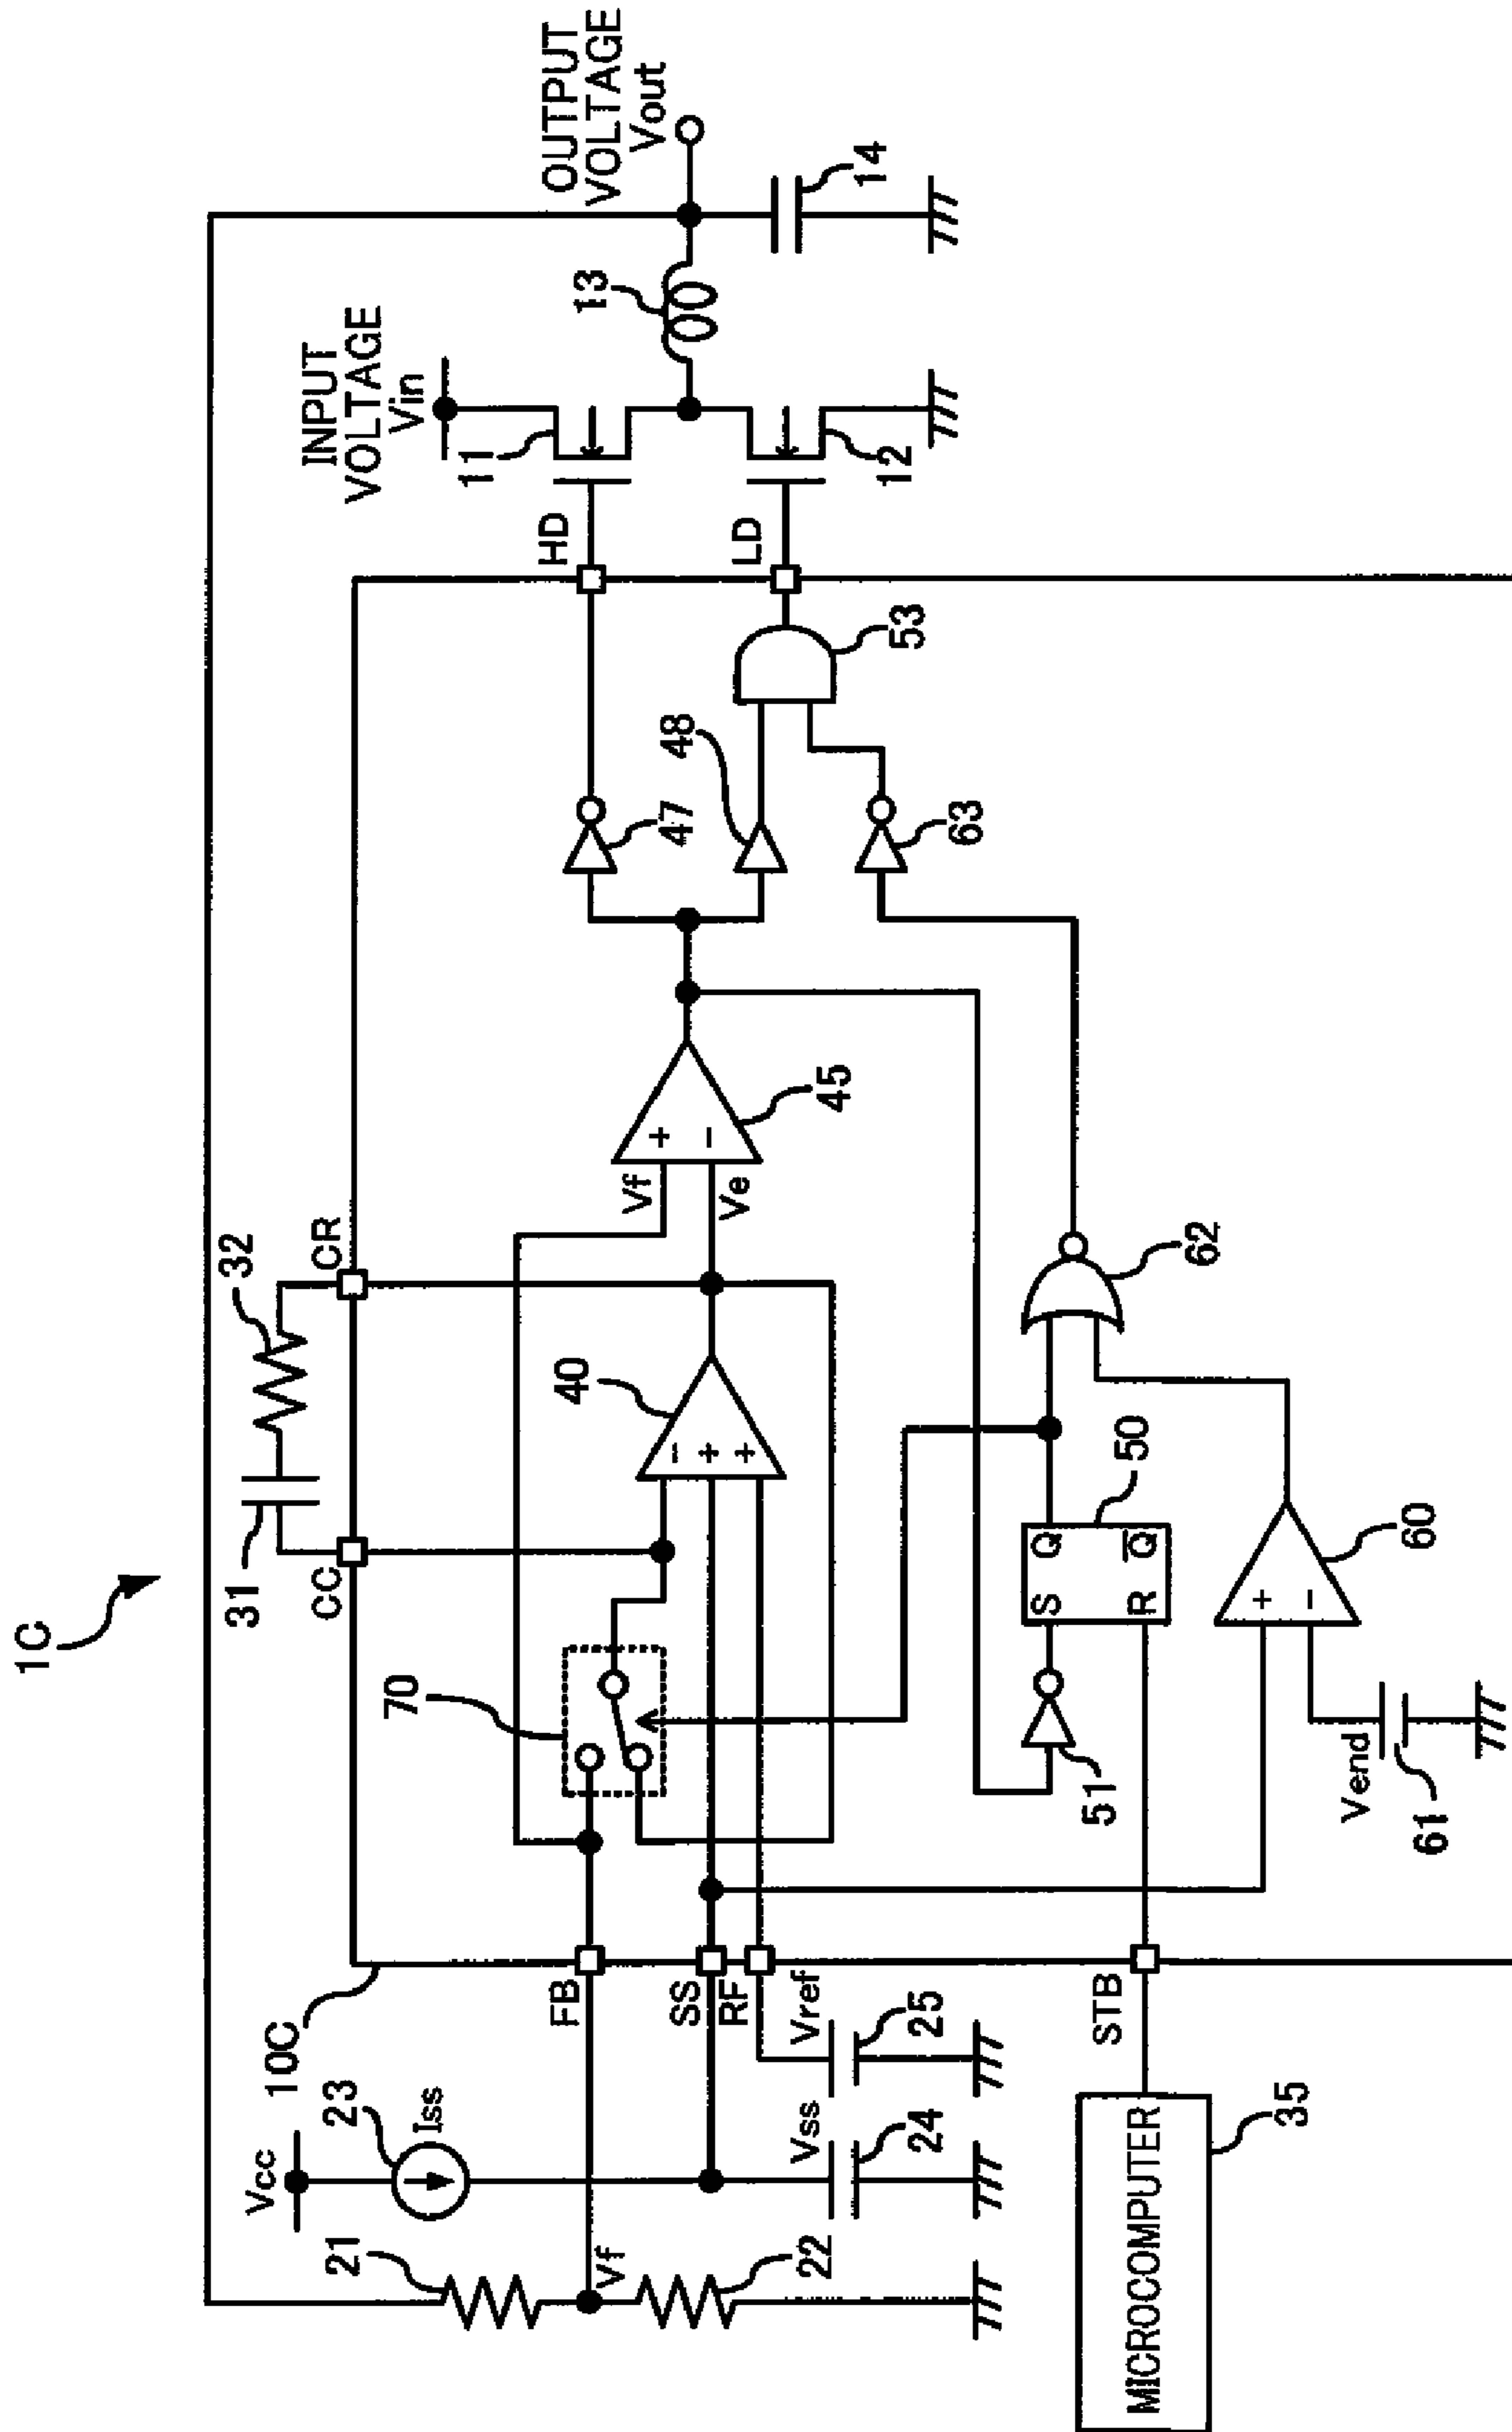 1C
OUTPUT
VOLTAGE
Vout
INPUT
VOLTAGE
Vin
11
12
13
14
HD
LD
53
47
48
63
CR
CC
31
32
40
-
+
+
45
+
-
Vf
Ve
70
62
50
S
Q
R
Q̅
51
60
+
-
Vend
61
10C
FB
SS
RF
STB
Vcc
23
Iss
21
Vf
22
Vss
24
Vref
25
MICROCOMPUTER
35